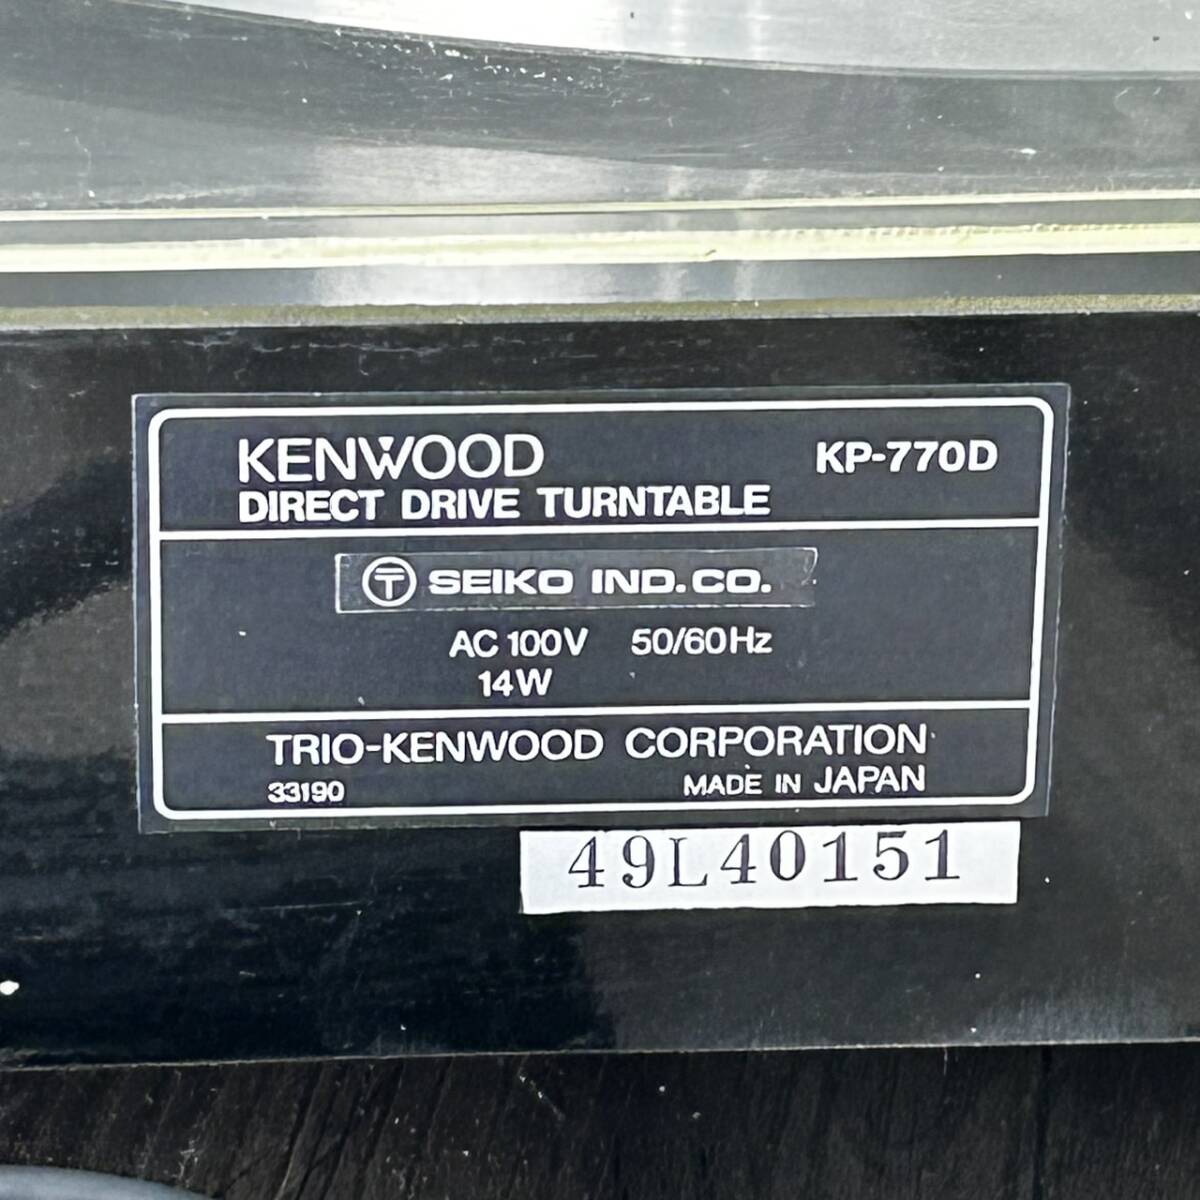 KENWOOD KP-770D
DIRECT DRIVE TURNTABLE
T SEIKO IND.CO.
AC 100V 50/60Hz
14W
TRIO-KENWOOD CORPORATION
33190 MADE IN JAPAN
49L40151